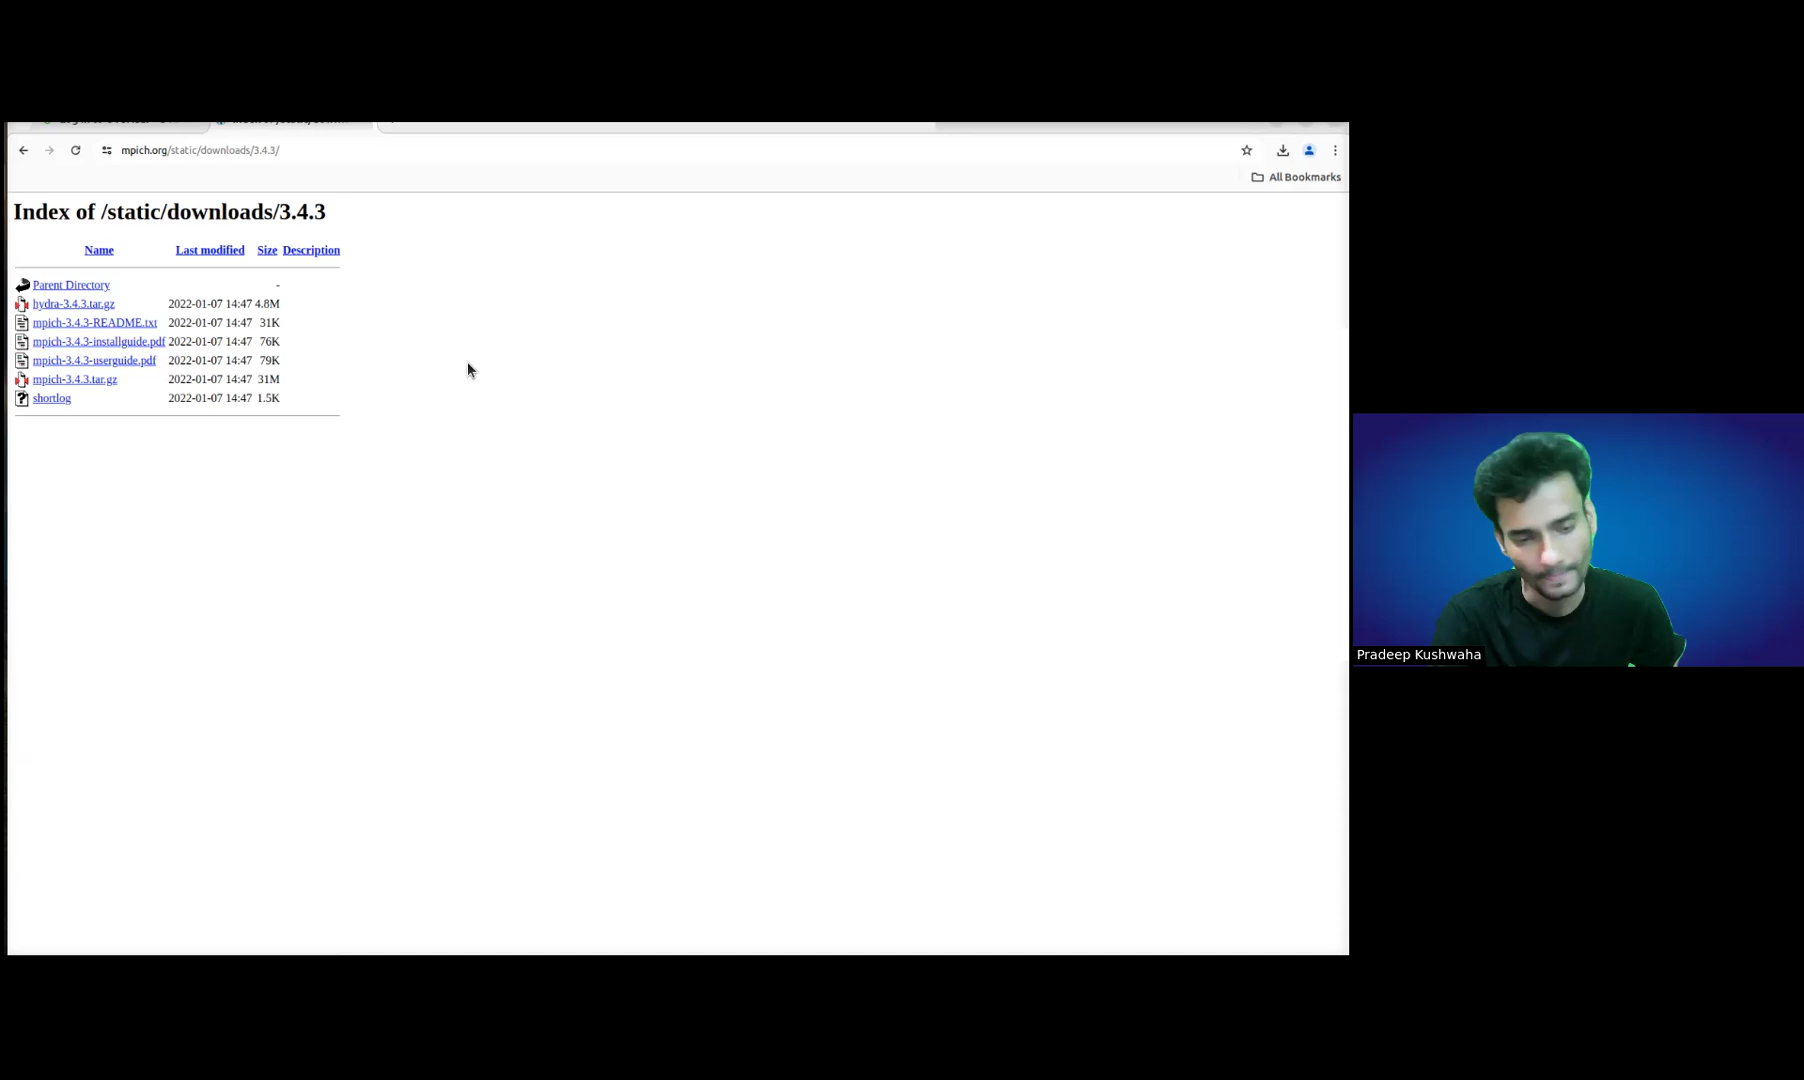 mpich.org/static/downloads/3.4.3/
All Bookmarks
Index of /static/downloads/3.4.3
Name Last modified Size Description
Parent Directory -
hydra-3.4.3.tar.gz 2022-01-07 14:47 4.8M
mpich-3.4.3-README.txt 2022-01-07 14:47 31K
mpich-3.4.3-installguide.pdf 2022-01-07 14:47 76K
mpich-3.4.3-userguide.pdf 2022-01-07 14:47 79K
mpich-3.4.3.tar.gz 2022-01-07 14:47 31M
shortlog 2022-01-07 14:47 1.5K
Pradeep Kushwaha